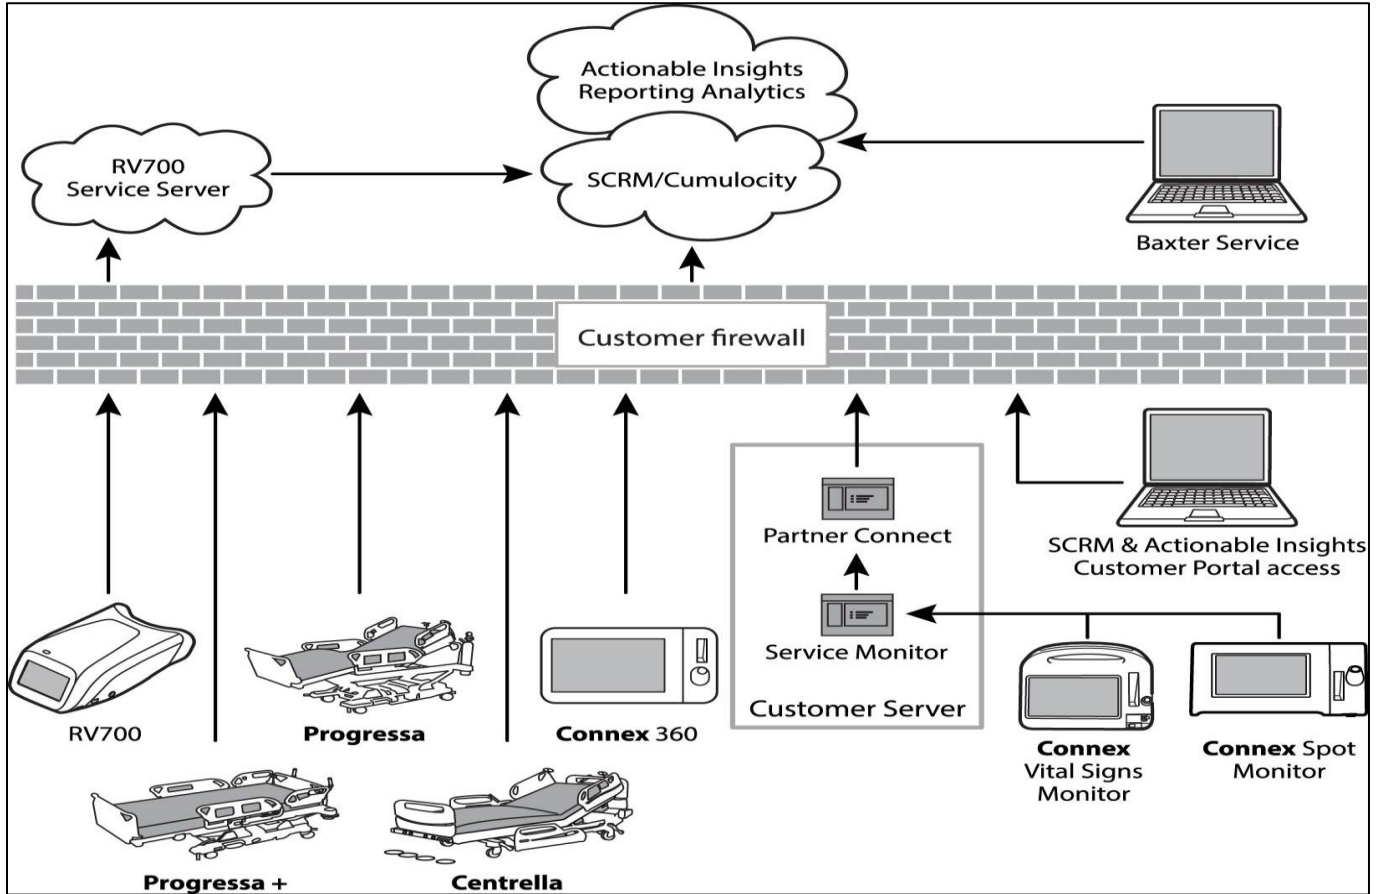 Actionable Insights
Reporting Analytics
RV700
Service Server
SCRM/Cumulocity
Baxter Service
Customer firewall
Partner Connect
SCRM & Actionable Insights
Customer Portal access
Service Monitor
Customer Server
RV700
Progressa
Connex 360
Connex
Vital Signs
Monitor
Connex Spot
Monitor
Progressa +
Centrella